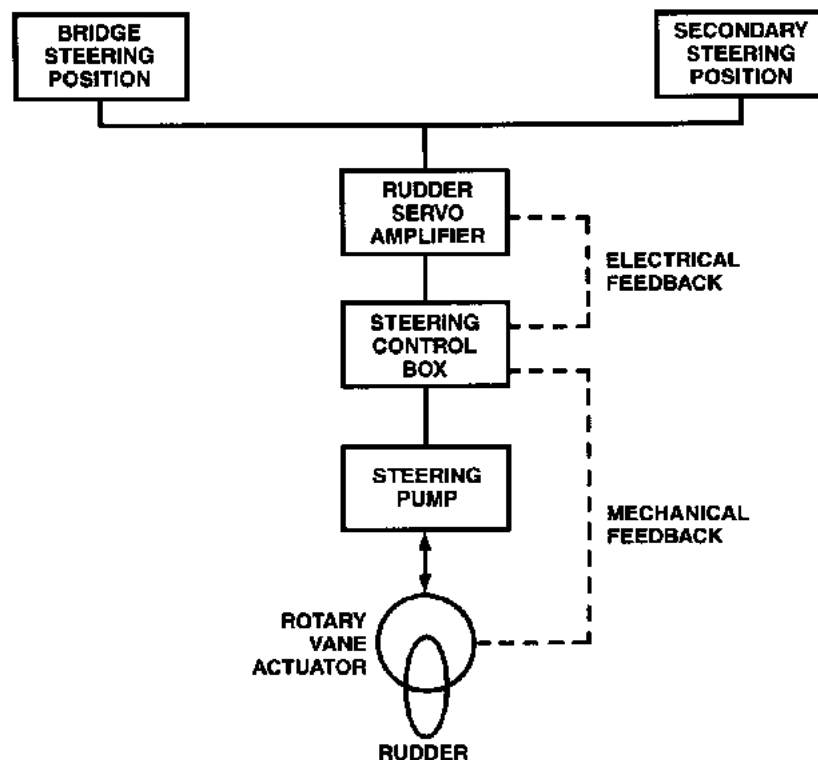 BRIDGE
STEERING
POSITION
SECONDARY
STEERING
POSITION
RUDDER
SERVO
AMPLIFIER
ELECTRICAL
FEEDBACK
STEERING
CONTROL
BOX
STEERING
PUMP
MECHANICAL
FEEDBACK
ROTARY
VANE
ACTUATOR
RUDDER